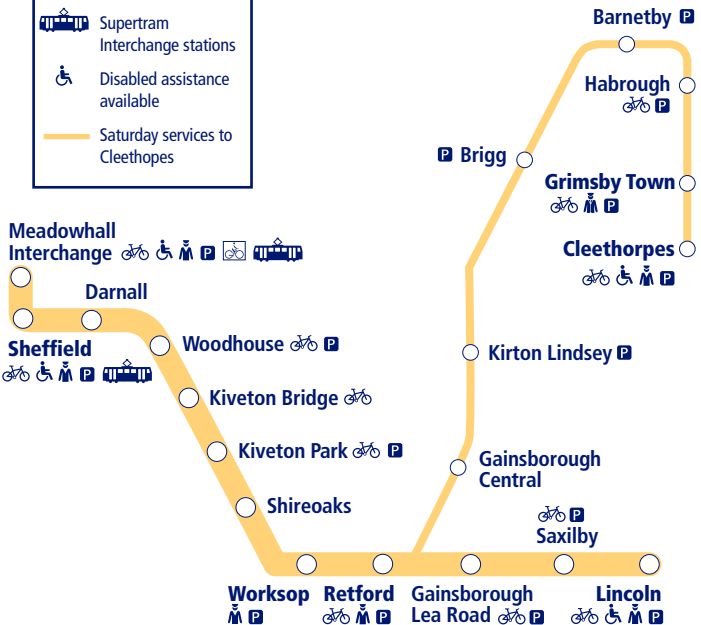 Supertram
Interchange stations
Disabled assistance
available
Saturday services to
Cleethopes
Barnetby P
Habrough
P
P Brigg
Grimsby Town
P
Cleethorpes
P
Meadowhall
Interchange P
Darnall
Sheffield
P
Woodhouse P
Kiveton Bridge
Kiveton Park P
Shireoaks
Kirton Lindsey P
Gainsborough
Central
P
Saxilby
Worksop
P
Retford
P
Gainsborough
Lea Road P
Lincoln
P